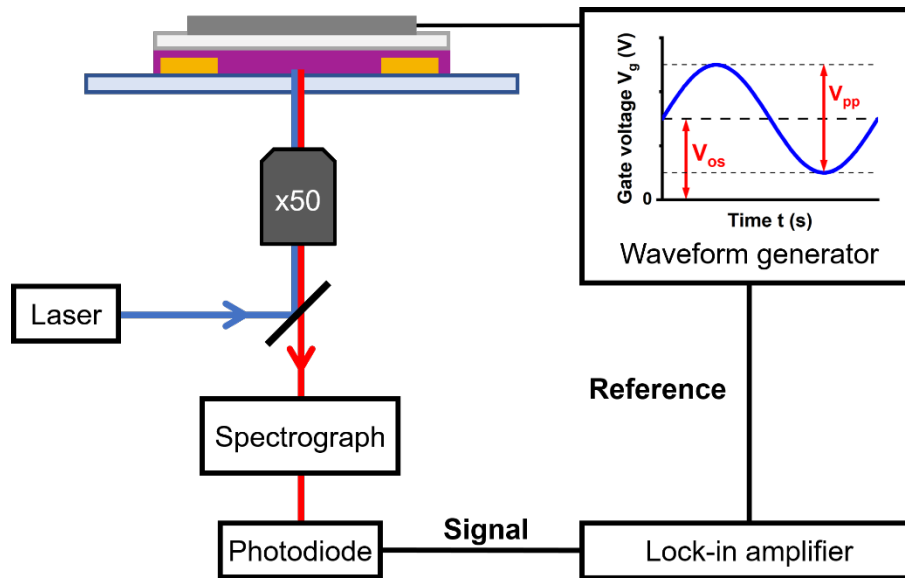 Gate voltage Vg (V)
Vpp
Vos
0
Time t (s)
Waveform generator
x50
Laser
Reference
Spectrograph
Signal
Photodiode
Lock-in amplifier